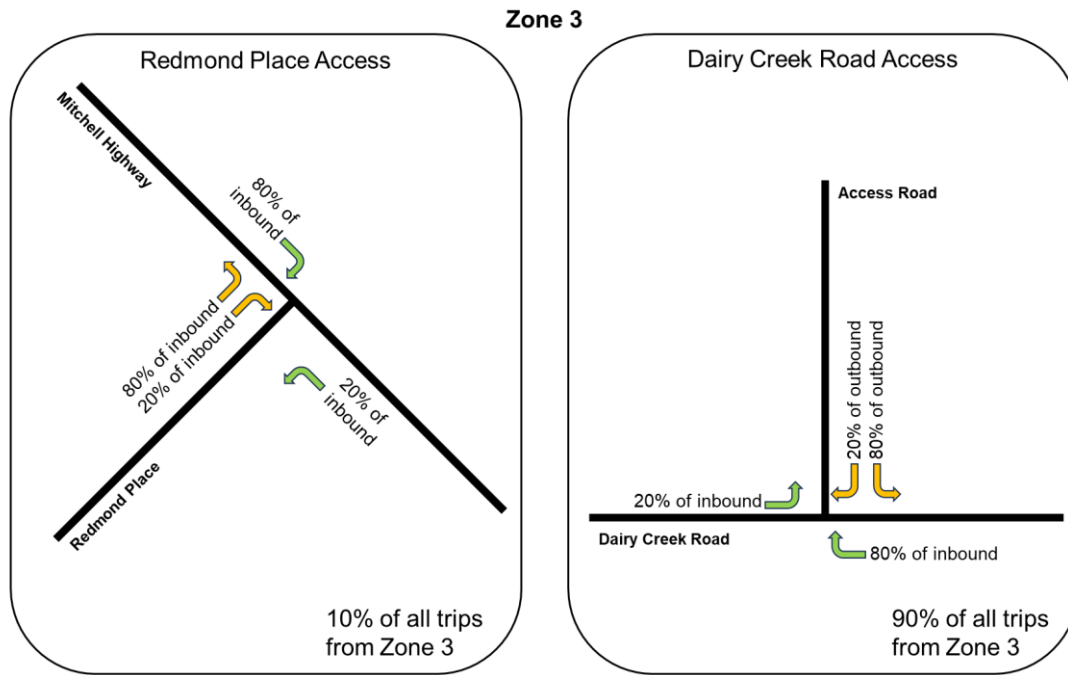 Zone 3
Redmond Place Access
Mitchell Highway
80% of
inbound
80% of inbound
20% of inbound
20% of
inbound
Redmond Place
10% of all trips
from Zone 3
Dairy Creek Road Access
Access Road
20% of outbound
80% of outbound
20% of inbound
Dairy Creek Road
80% of inbound
90% of all trips
from Zone 3